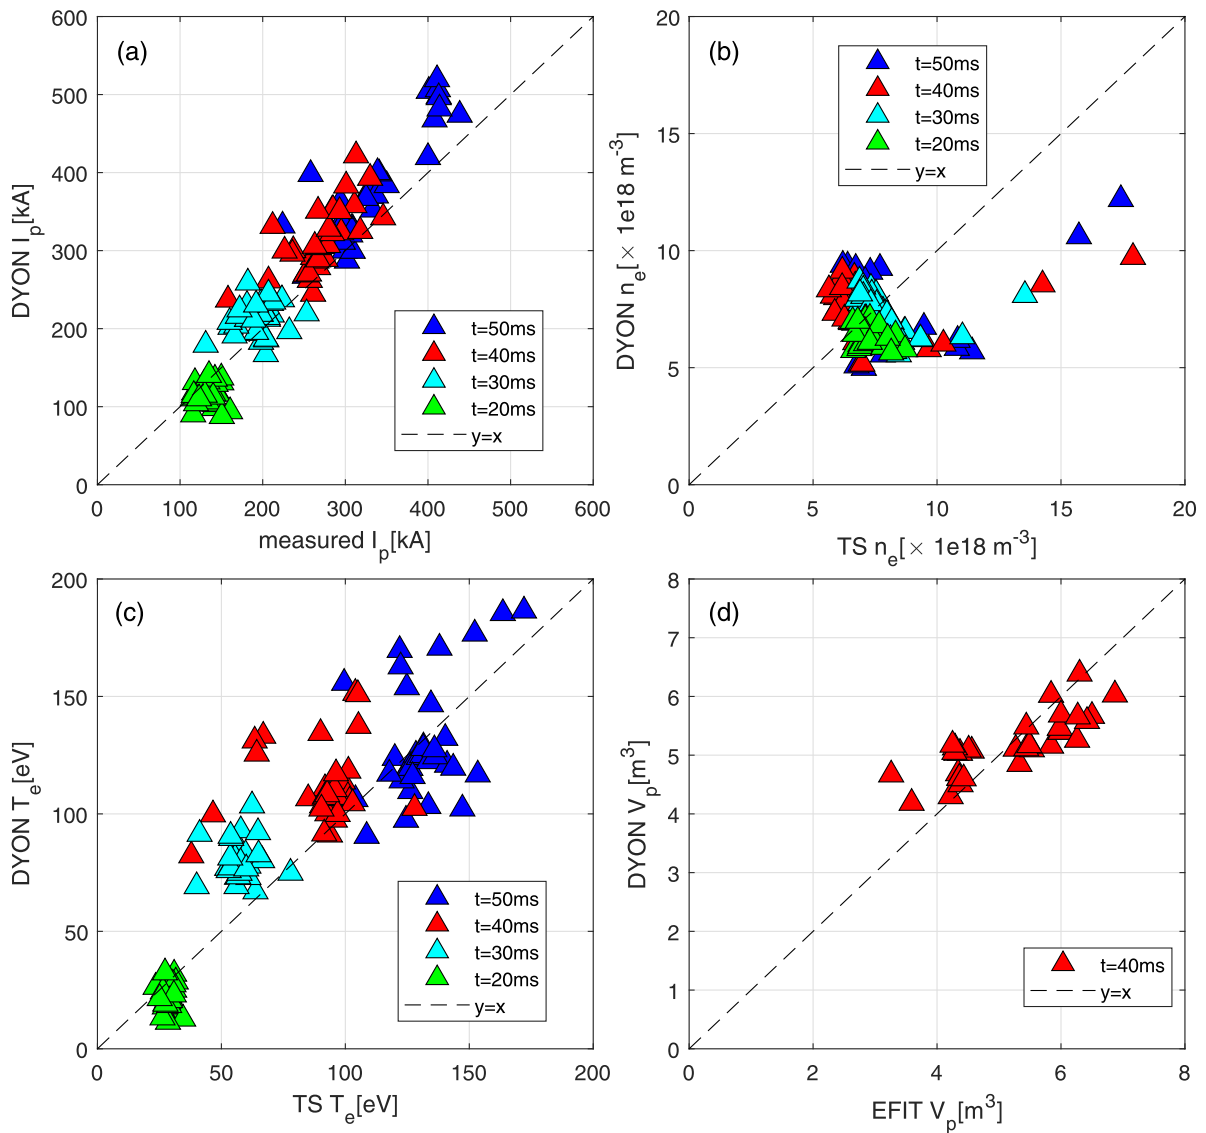 (a)
600
500
400
300
200
100
0
0 100 200 300 400 500 600
DYON I_p[kA]
measured I_p[kA]
t=50ms
t=40ms
t=30ms
t=20ms
y=x
(b)
20
15
10
5
0
0 5 10 15 20
DYON n_e[× 1e18 m^-3]
TS n_e[× 1e18 m^-3]
t=50ms
t=40ms
t=30ms
t=20ms
y=x
(c)
200
150
100
50
0
0 50 100 150 200
DYON T_e[eV]
TS T_e[eV]
t=50ms
t=40ms
t=30ms
t=20ms
y=x
(d)
8
7
6
5
4
3
2
1
0
0 2 4 6 8
DYON V_p[m^3]
EFIT V_p[m^3]
t=40ms
y=x